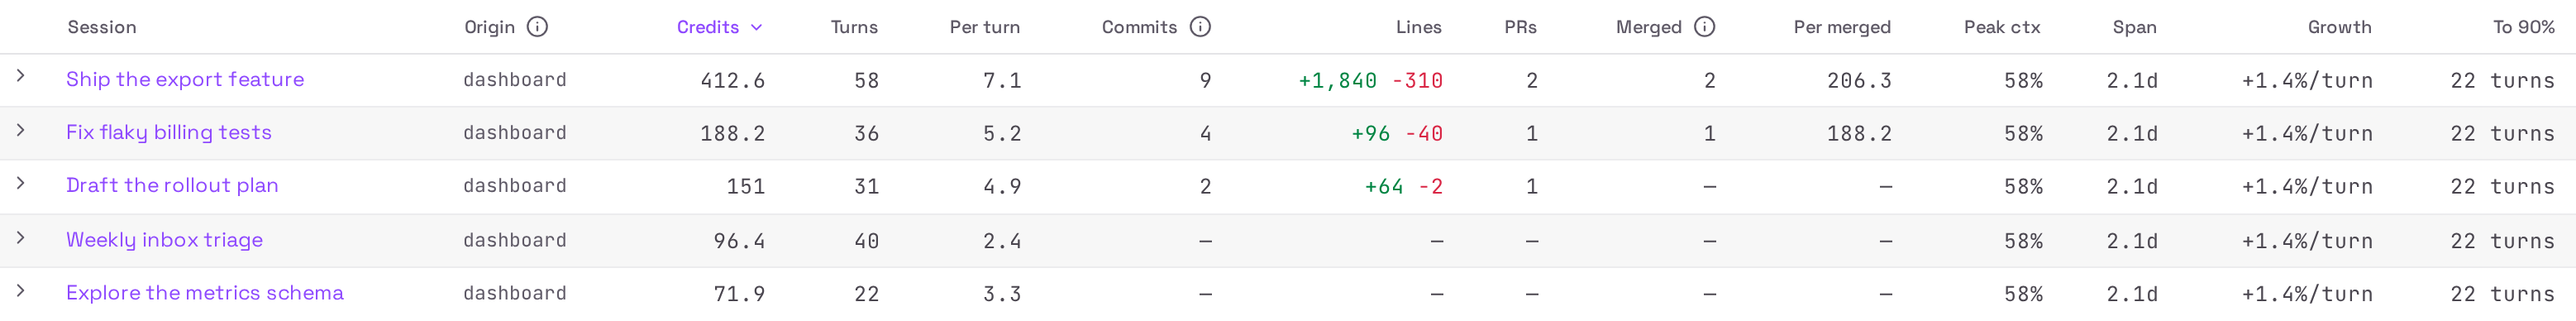 Session Origin Credits Turns Per turn Commits Lines PRs Merged Per merged Peak ctx Span Growth To 90%
Ship the export feature dashboard 412.6 58 7.1 9 +1,840 -310 2 2 206.3 58% 2.1d +1.4%/turn 22 turns
Fix flaky billing tests dashboard 188.2 36 5.2 4 +96 -40 1 1 188.2 58% 2.1d +1.4%/turn 22 turns
Draft the rollout plan dashboard 151 31 4.9 2 +64 -2 1 — — 58% 2.1d +1.4%/turn 22 turns
Weekly inbox triage dashboard 96.4 40 2.4 — — — — — 58% 2.1d +1.4%/turn 22 turns
Explore the metrics schema dashboard 71.9 22 3.3 — — — — — 58% 2.1d +1.4%/turn 22 turns